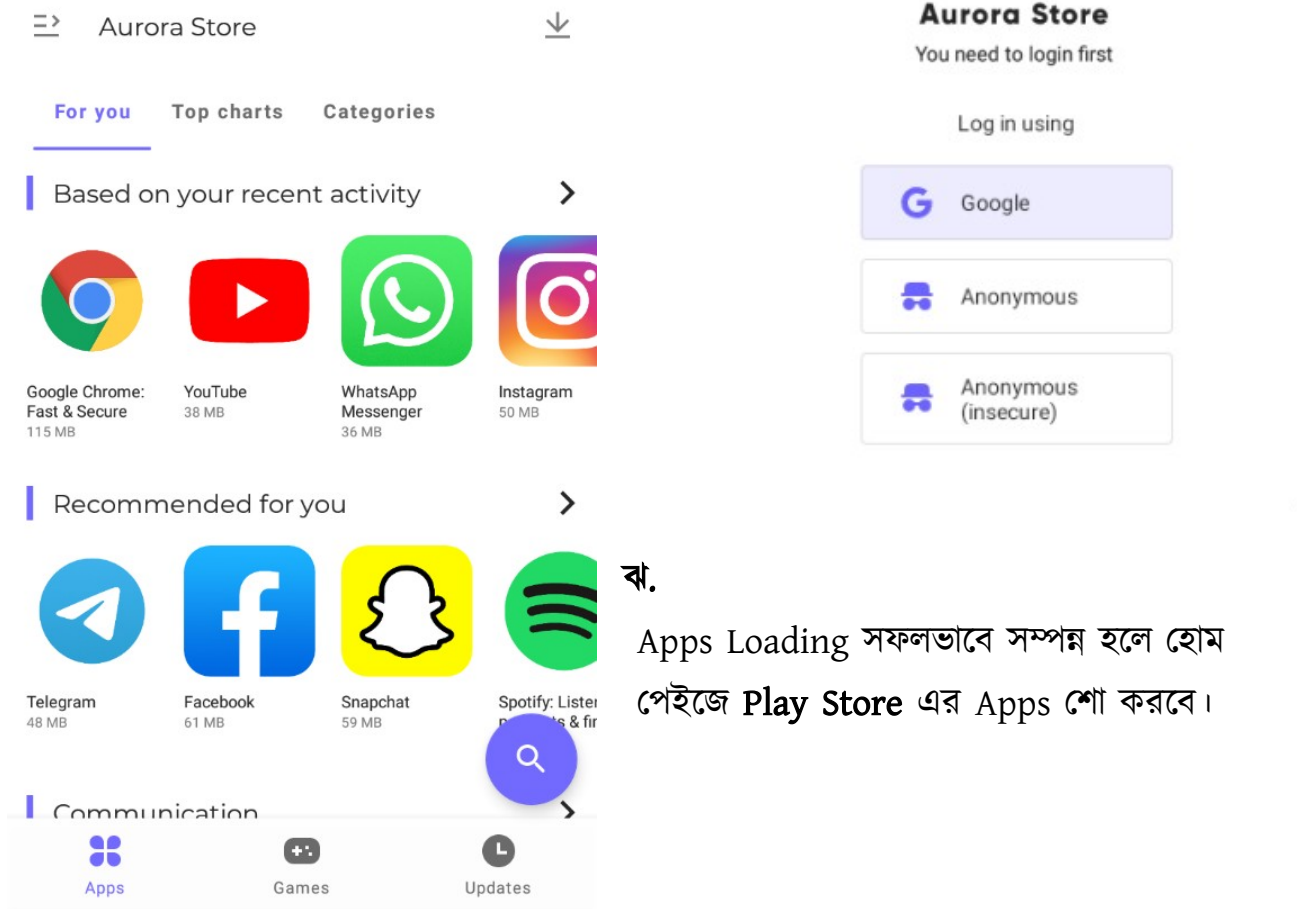 Aurora Store
For you Top charts Categories
Based on your recent activity
Google Chrome: Fast & Secure
115 MB
YouTube
38 MB
WhatsApp Messenger
36 MB
Instagram
50 MB
Recommended for you
Telegram
48 MB
Facebook
61 MB
Snapchat
59 MB
Spotify: Listen
& fin
Communication
Apps Games Updates
Aurora Store
You need to login first
Log in using
Google
Anonymous
Anonymous
(insecure)
ঝ.
Apps Loading সফলভাবে সম্পন্ন হলে হোম
পেইজে Play Store এর Apps শো করবে।